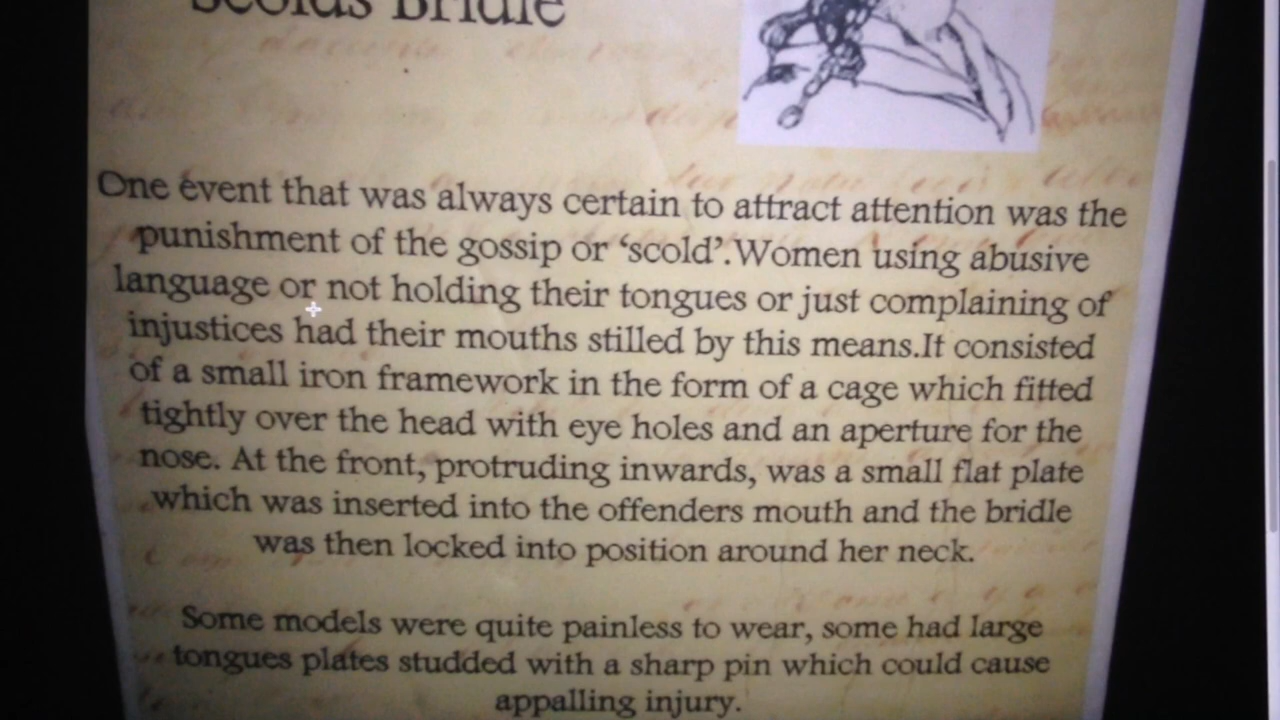 Scolds Bridle
One event that was always certain to attract attention was the
punishment of the gossip or ‘scold’.Women using abusive
language or not holding their tongues or just complaining of
injustices had their mouths stilled by this means.It consisted
of a small iron framework in the form of a cage which fitted
tightly over the head with eye holes and an aperture for the
nose. At the front, protruding inwards, was a small flat plate
which was inserted into the offenders mouth and the bridle
was then locked into position around her neck.
Some models were quite painless to wear, some had large
tongues plates studded with a sharp pin which could cause
appalling injury.